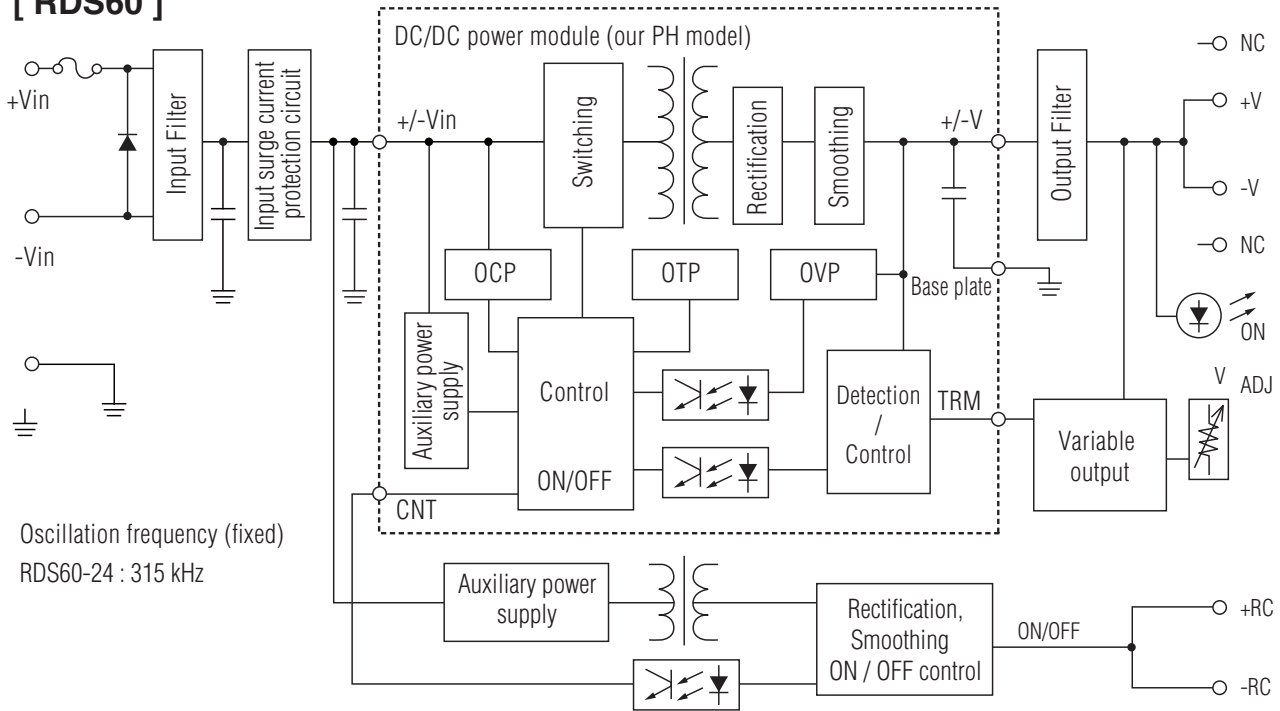 [ RDS60 ]
DC/DC power module (our PH model)
+Vin
-Vin
Input Filter
Input surge current
protection circuit
+/-Vin
Switching
Rectification
Smoothing
+/-V
Output Filter
NC
+V
-V
NC
OCP
OTP
OVP
Base plate
ON
Auxiliary power
supply
Control
ON/OFF
Detection
/
Control
TRM
Variable
output
V ADJ
CNT
Oscillation frequency (fixed)
RDS60-24 : 315 kHz
Auxiliary power
supply
Rectification,
Smoothing
ON / OFF control
ON/OFF
+RC
-RC